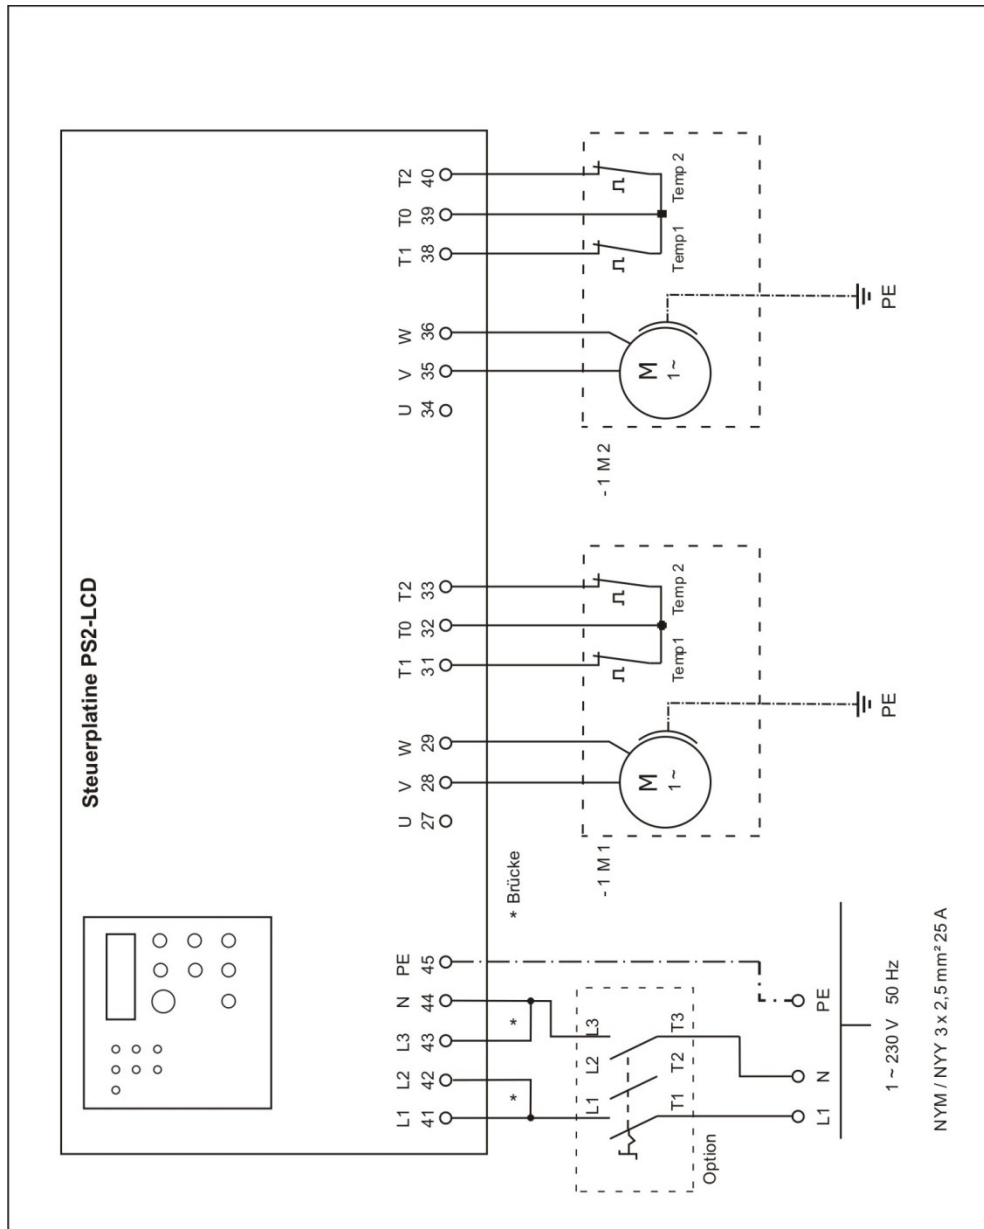 Steuerplatine PS2-LCD
L1 L2 L3 N PE
41 42 43 44 45
* * * Brücke
U V W T1 T0 T2
27 28 29 31 32 33
U V W T1 T0 T2
34 35 36 38 39 40
L1 L2 L3
T1 T2 T3
Option
- 1 M 1
M
1 ~
Temp1 Temp 2
PE
- 1 M 2
M
1 ~
Temp1 Temp 2
PE
L1 N PE
1 ~ 230 V 50 Hz
NYM / NYY 3 x 2,5 mm² 25 A